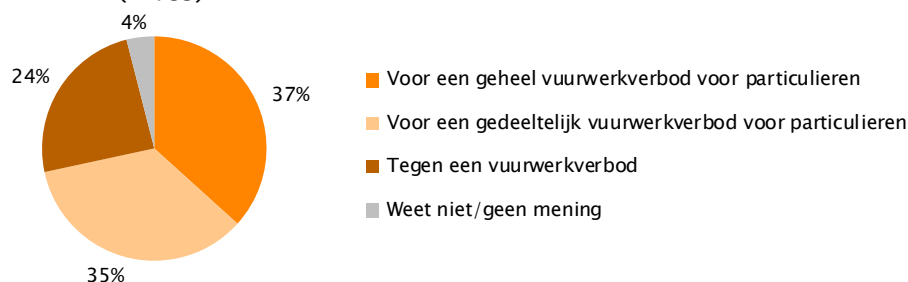 4%
24%
37%
35%
Voor een geheel vuurwerkverbod voor particulieren
Voor een gedeeltelijk vuurwerkverbod voor particulieren
Tegen een vuurwerkverbod
Weet niet/geen mening